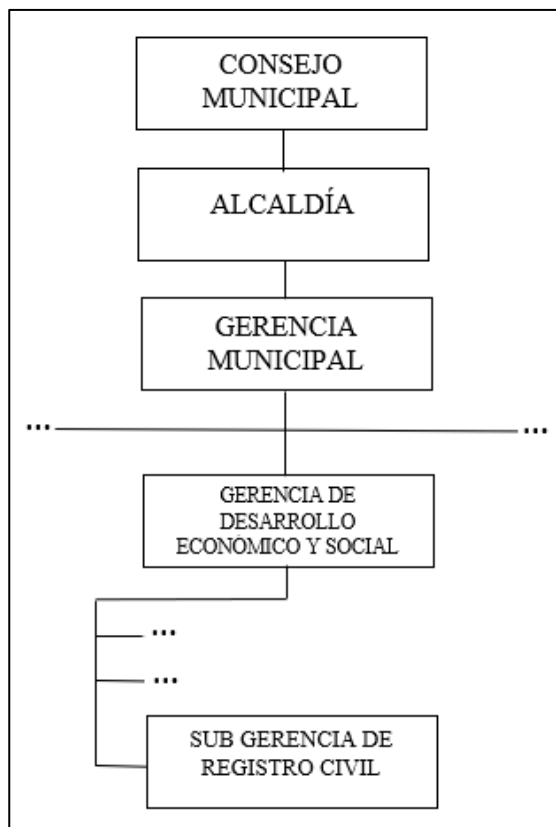 CONSEJO
MUNICIPAL
ALCALDÍA
GERENCIA
MUNICIPAL
... ...
GERENCIA DE
DESARROLLO
ECONÓMICO Y SOCIAL
...
...
SUB GERENCIA DE
REGISTRO CIVIL